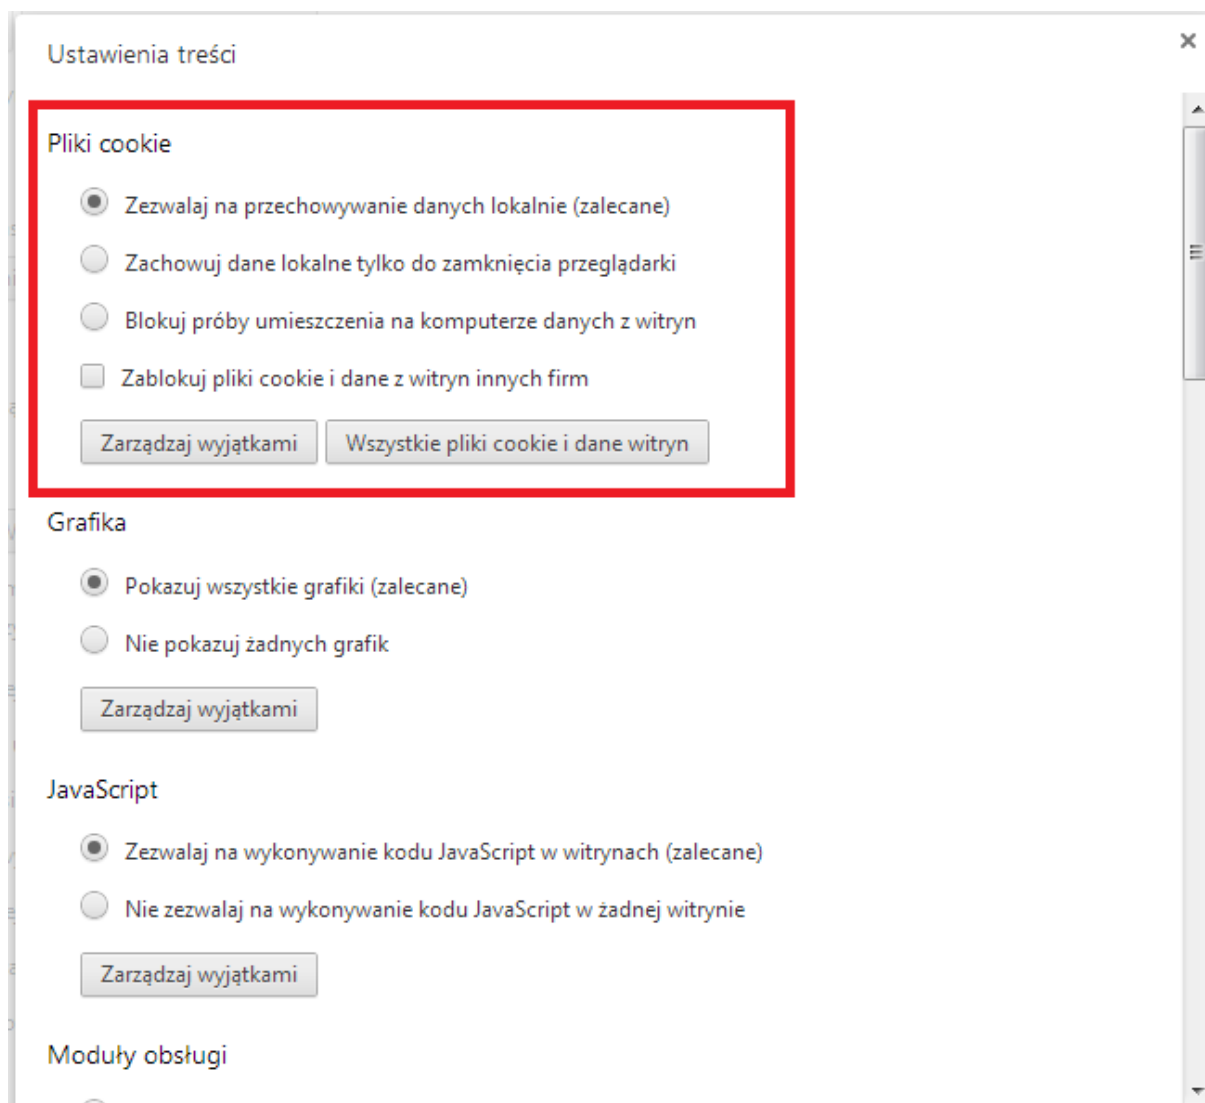 Ustawienia treści
Pliki cookie
Zezwalaj na przechowywanie danych lokalnie (zalecane)
Zachowuj dane lokalne tylko do zamknięcia przeglądarki
Blokuj próby umieszczenia na komputerze danych z witryn
Zablokuj pliki cookie i dane z witryn innych firm
Zarządzaj wyjątkami Wszystkie pliki cookie i dane witryn
Grafika
Pokazuj wszystkie grafiki (zalecane)
Nie pokazuj żadnych grafik
Zarządzaj wyjątkami
JavaScript
Zezwalaj na wykonywanie kodu JavaScript w witrynach (zalecane)
Nie zezwalaj na wykonywanie kodu JavaScript w żadnej witrynie
Zarządzaj wyjątkami
Moduły obsługi